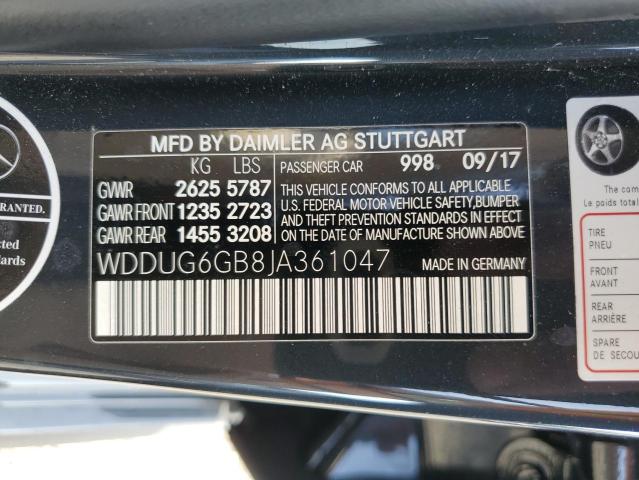 MFD BY DAIMLER AG STUTTGART
KG LBS PASSENGER CAR 998 09/17
GVWR 2625 5787
GAWR FRONT 1235 2723
GAWR REAR 1455 3208
THIS VEHICLE CONFORMS TO ALL APPLICABLE
U.S. FEDERAL MOTOR VEHICLE SAFETY, BUMPER
AND THEFT PREVENTION STANDARDS IN EFFECT
ON THE DATE OF MANUFACTURE SHOWN ABOVE
WDDUG6GB8JA361047 MADE IN GERMANY
The com
Le poids total
TIRE
PNEU
FRONT
AVANT
REAR
ARRIÈRE
SPARE
DE SECOU